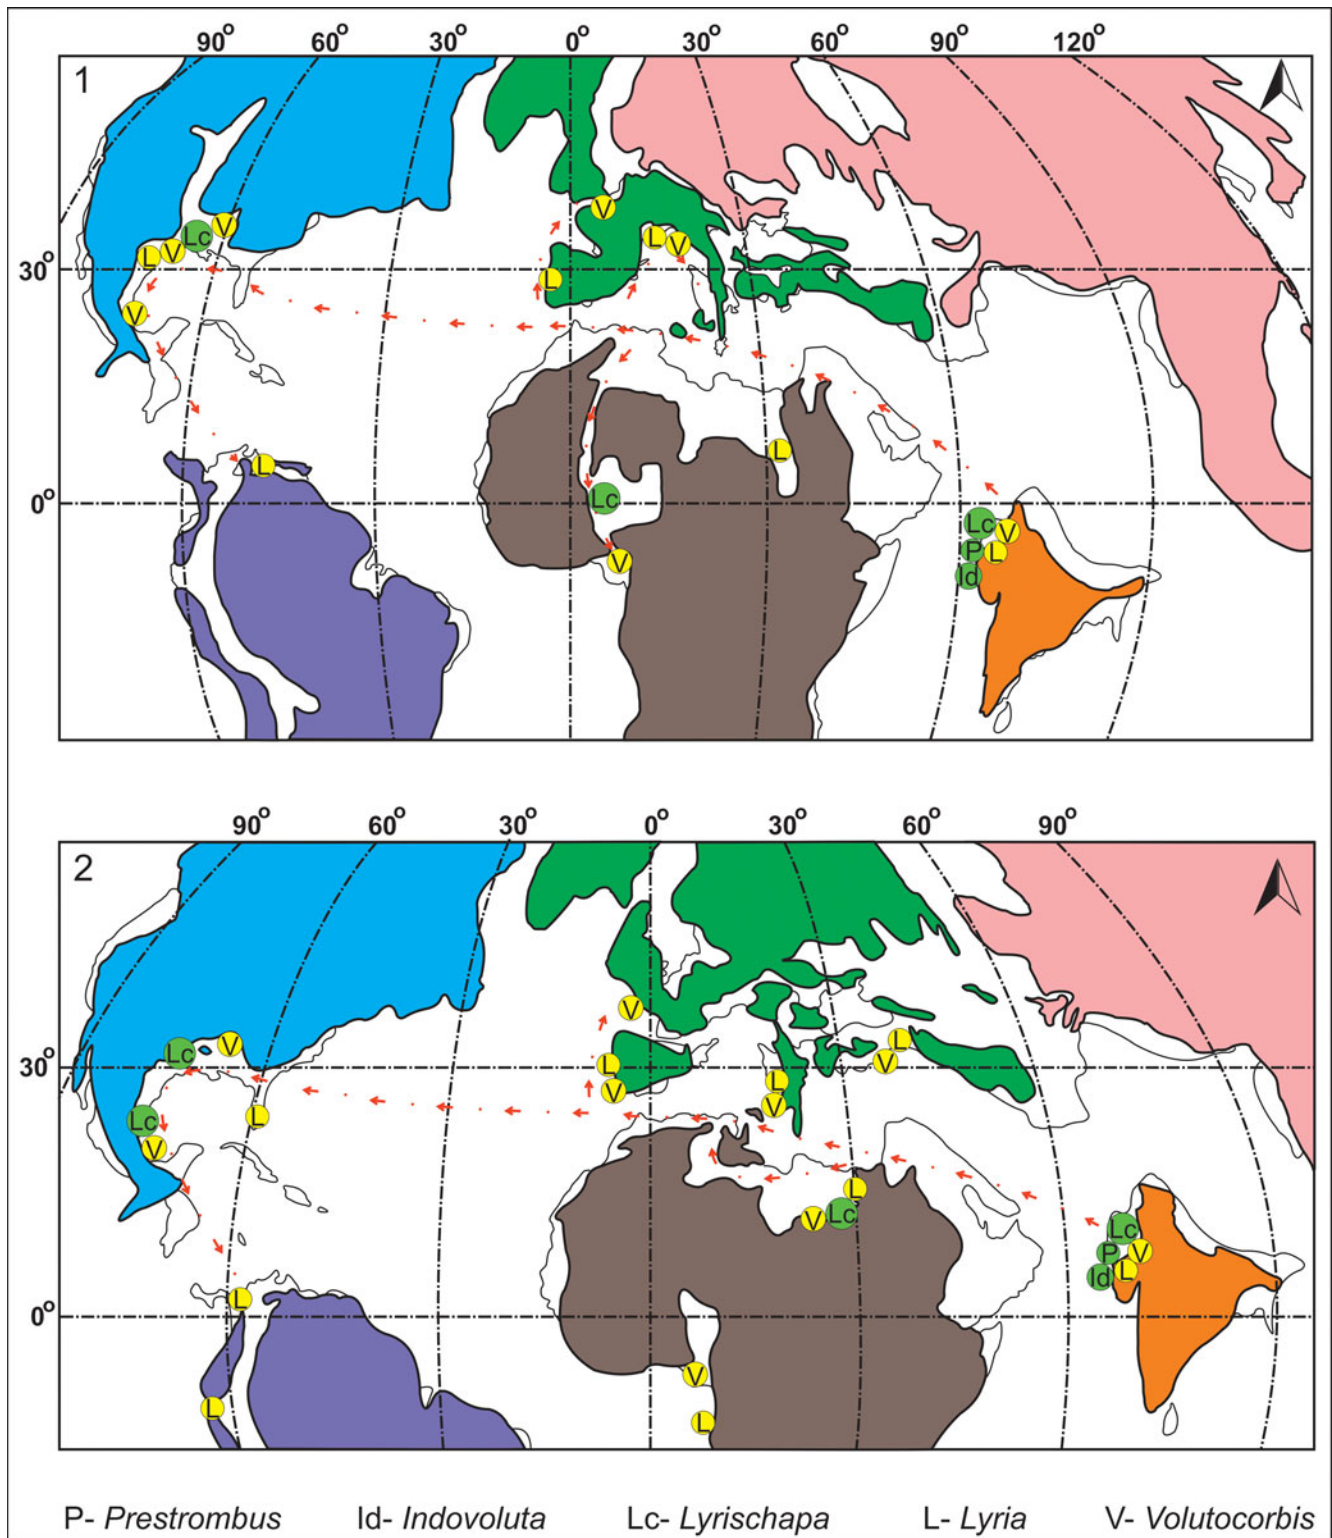 90° 60° 30° 0° 30° 60° 90° 120°
1
V
Lc
V
L
V
L
V
L
V
30°
L
L
L
Lc
0°
V
Lc
V
P
L
Id
90° 60° 30° 0° 30° 60° 90°
2
V
V
Lc
L
L
V
30°
L
V
L
V
Lc
V
L
L
V
Lc
Lc
P
V
Id
L
L
0°
V
L
L
P- Prestrombus Id- Indovoluta Lc- Lyrischapa L- Lyria V- Volutocorbis